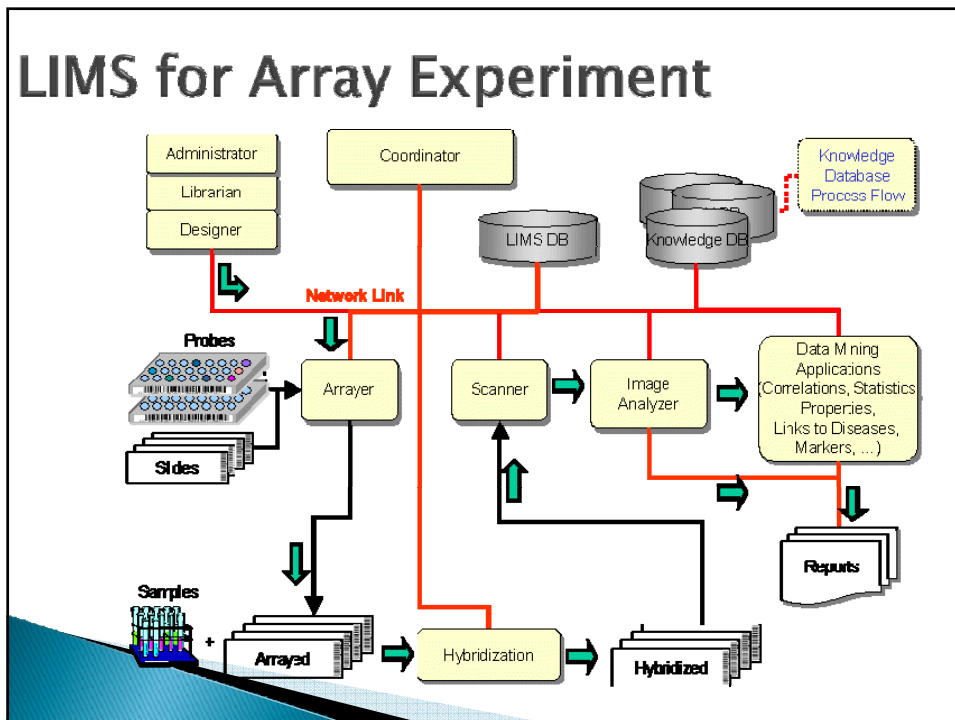 LIMS for Array Experiment
Administrator
Librarian
Designer
Coordinator
LIMS DB
Knowledge DB
Knowledge
Database
Process Flow
Network Link
Probes
Slides
Arrayer
Scanner
Image
Analyzer
Data Mining
Applications
(Correlations, Statistics
Properties,
Links to Diseases,
Markers, ...)
Reports
Samples
+
Arrayed
Hybridization
Hybridized